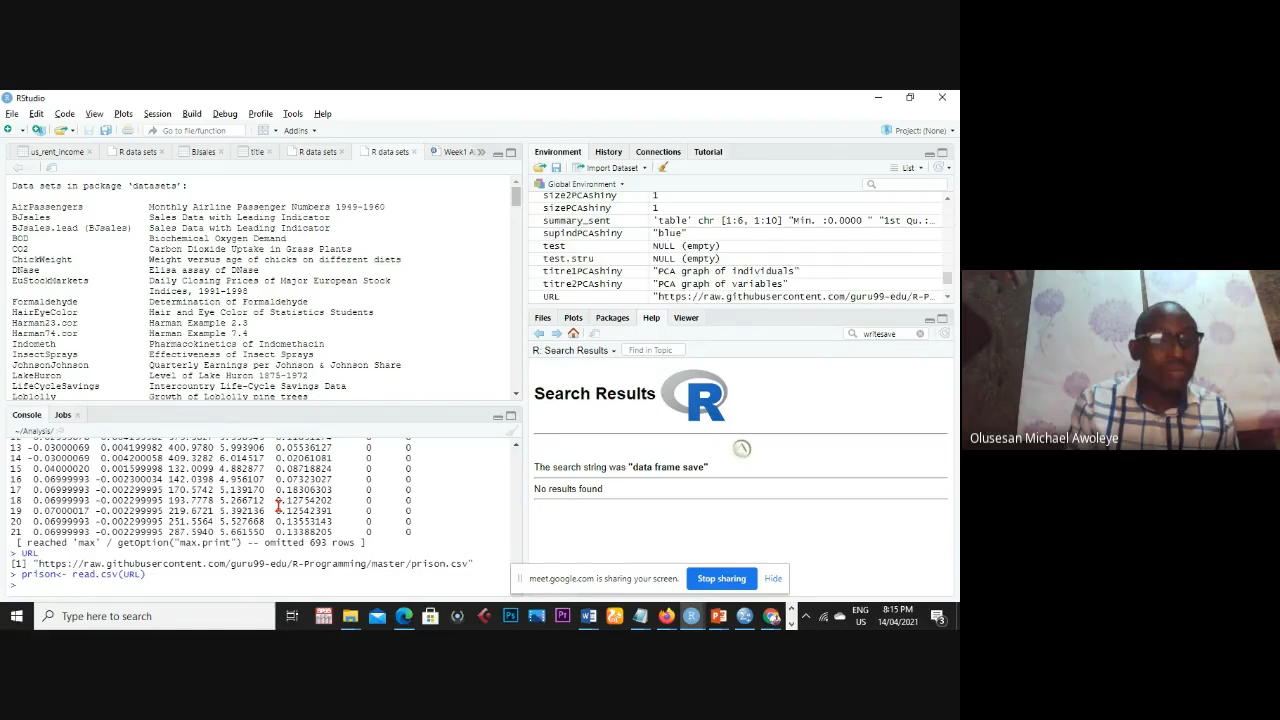 RStudio
File Edit Code View Plots Session Build Debug Profile Tools Help
Go to file/function Addins Project: (None)
us_rent_income R data sets BJsales title R data sets R data sets Week1 A
Data sets in package 'datasets':
AirPassengers Monthly Airline Passenger Numbers 1949-1960
BJsales Sales Data with Leading Indicator
BJsales.lead (BJsales) Sales Data with Leading Indicator
BOD Biochemical Oxygen Demand
CO2 Carbon Dioxide Uptake in Grass Plants
ChickWeight Weight versus age of chicks on different diets
DNase Elisa assay of DNase
EuStockMarkets Daily Closing Prices of Major European Stock
Indices, 1991-1998
Formaldehyde Determination of Formaldehyde
HairEyeColor Hair and Eye Color of Statistics Students
Harman23.cor Harman Example 2.3
Harman74.cor Harman Example 7.4
Indometh Pharmacokinetics of Indomethacin
InsectSprays Effectiveness of Insect Sprays
JohnsonJohnson Quarterly Earnings per Johnson & Johnson Share
LakeHuron Level of Lake Huron 1875-1972
LifeCycleSavings Intercountry Life-Cycle Savings Data
Loblolly Growth of Loblolly pine trees
Console Jobs
~/Analysis/
13 -0.03000069 0.004199982 400.9780 6.014517 0.05536107 0 0
14 -0.03000069 0.004200058 409.3282 6.014517 0.02061081 0 0
15 0.04000020 0.001599998 132.0099 4.882877 0.08718824 0 0
16 0.06999993 -0.002300034 142.0398 4.956107 0.07323027 0 0
17 0.06999993 -0.002299995 170.5742 5.139170 0.18306303 0 0
18 0.06999993 -0.002299995 193.7778 5.266712 0.12754202 0 0
19 0.07000017 -0.002299995 219.6721 5.392136 0.12542391 0 0
20 0.06999993 -0.002299995 251.5564 5.527668 0.13553143 0 0
21 0.06999993 -0.002299995 287.5940 5.661550 0.13388205 0 0
[ reached 'max' / getOption("max.print") -- omitted 693 rows ]
> URL
[1] "https://raw.githubusercontent.com/guru99-edu/R-Programming/master/prison.csv"
> prison<- read.csv(URL)
>
Environment History Connections Tutorial
Import Dataset List
Global Environment
size2PCAshiny 1
sizePCAshiny 1
summary_sent 'table' chr [1:6, 1:10] "Min. :0.0000 " "1st Qu.:…
supindPCAshiny "blue"
test NULL (empty)
test.stru NULL (empty)
titre1PCAshiny "PCA graph of individuals"
titre2PCAshiny "PCA graph of variables"
URL "https://raw.githubusercontent.com/guru99-edu/R-P…
Files Plots Packages Help Viewer
writesave
R: Search Results Find in Topic
Search Results R
The search string was "data frame save"
No results found
meet.google.com is sharing your screen. Stop sharing Hide
Type here to search
ENG
US
8:15 PM
14/04/2021
3
Olusesan Michael Awoleye